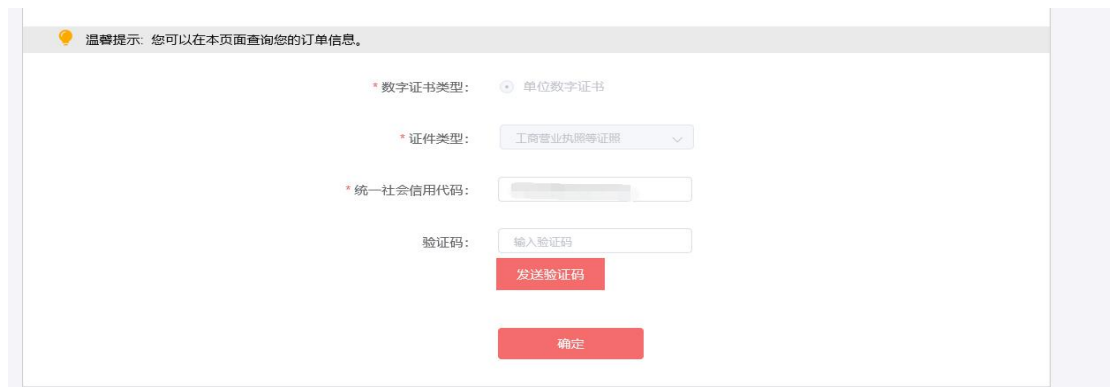 温馨提示: 您可以在本页面查询您的订单信息。
*数字证书类型: 单位数字证书
*证件类型: 工商营业执照等证照
*统一社会信用代码:
验证码: 输入验证码
发送验证码
确定